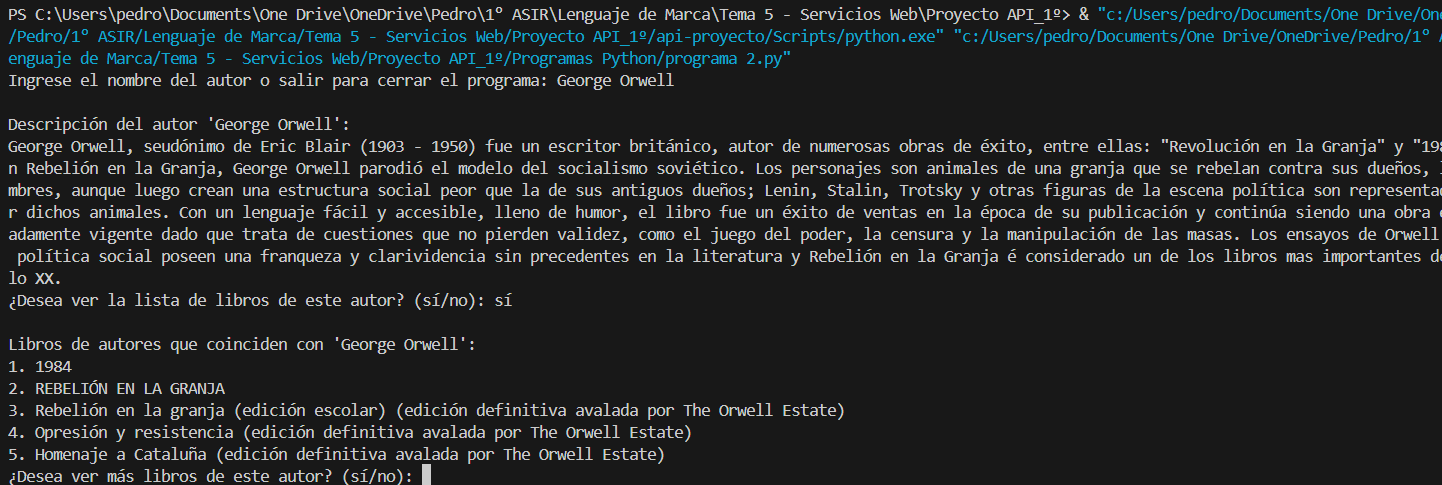 PS C:\Users\pedro\Documents\One Drive\OneDrive\Pedro\1º ASIR\Lenguaje de Marca\Tema 5 - Servicios Web\Proyecto API_1º> & "c:/Users/pedro/Documents/One Drive/One
/Pedro/1º ASIR/Lenguaje de Marca/Tema 5 - Servicios Web/Proyecto API_1º/api-proyecto/Scripts/python.exe" "c:/Users/pedro/Documents/One Drive/OneDrive/Pedro/1º A
enguaje de Marca/Tema 5 - Servicios Web/Proyecto API_1º/Programas Python/programa 2.py"
Ingrese el nombre del autor o salir para cerrar el programa: George Orwell
Descripción del autor 'George Orwell':
George Orwell, seudónimo de Eric Blair (1903 - 1950) fue un escritor británico, autor de numerosas obras de éxito, entre ellas: "Revolución en la Granja" y "198
n Rebelión en la Granja, George Orwell parodió el modelo del socialismo soviético. Los personajes son animales de una granja que se rebelan contra sus dueños, l
mbres, aunque luego crean una estructura social peor que la de sus antiguos dueños; Lenin, Stalin, Trotsky y otras figuras de la escena política son representad
r dichos animales. Con un lenguaje fácil y accesible, lleno de humor, el libro fue un éxito de ventas en la época de su publicación y continúa siendo una obra
adamente vigente dado que trata de cuestiones que no pierden validez, como el juego del poder, la censura y la manipulación de las masas. Los ensayos de Orwell
política social poseen una franqueza y clarividencia sin precedentes en la literatura y Rebelión en la Granja é considerado un de los libros mas importantes de
lo XX.
¿Desea ver la lista de libros de este autor? (sí/no): sí
Libros de autores que coinciden con 'George Orwell':
1. 1984
2. REBELIÓN EN LA GRANJA
3. Rebelión en la granja (edición escolar) (edición definitiva avalada por The Orwell Estate)
4. Opresión y resistencia (edición definitiva avalada por The Orwell Estate)
5. Homenaje a Cataluña (edición definitiva avalada por The Orwell Estate)
¿Desea ver más libros de este autor? (sí/no):